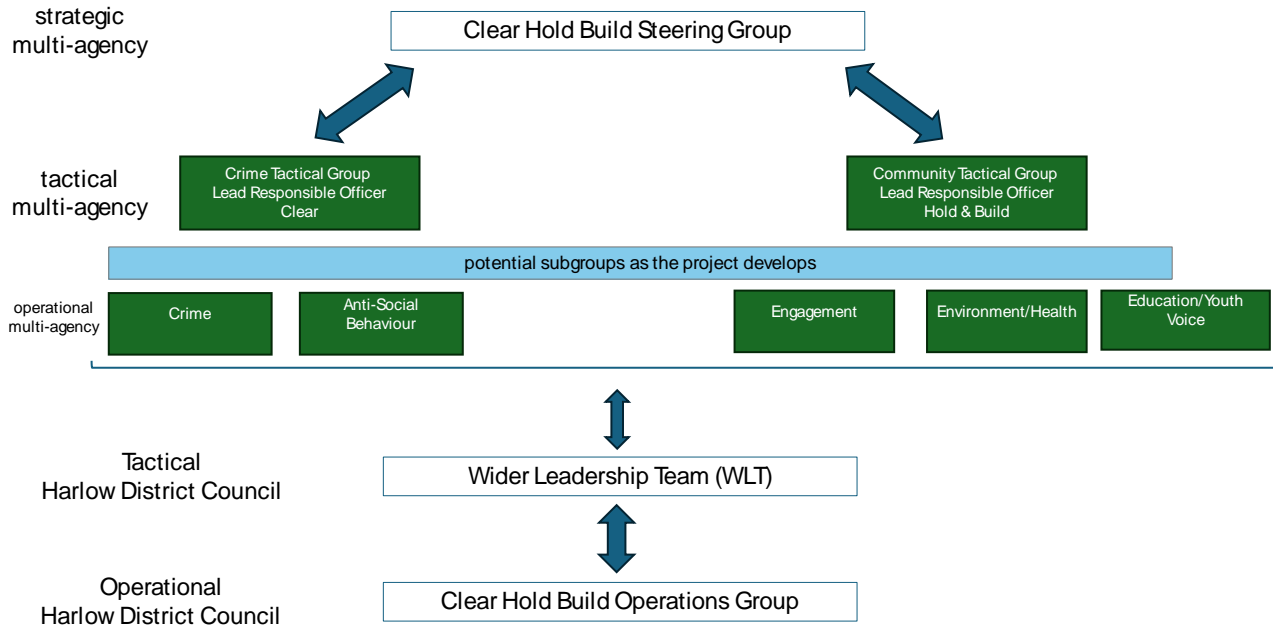 strategic
multi-agency
Clear Hold Build Steering Group
tactical
multi-agency
Crime Tactical Group
Lead Responsible Officer
Clear
Community Tactical Group
Lead Responsible Officer
Hold & Build
potential subgroups as the project develops
operational
multi-agency
Crime
Anti-Social
Behaviour
Engagement
Environment/Health
Education/Youth
Voice
Tactical
Harlow District Council
Wider Leadership Team (WLT)
Operational
Harlow District Council
Clear Hold Build Operations Group